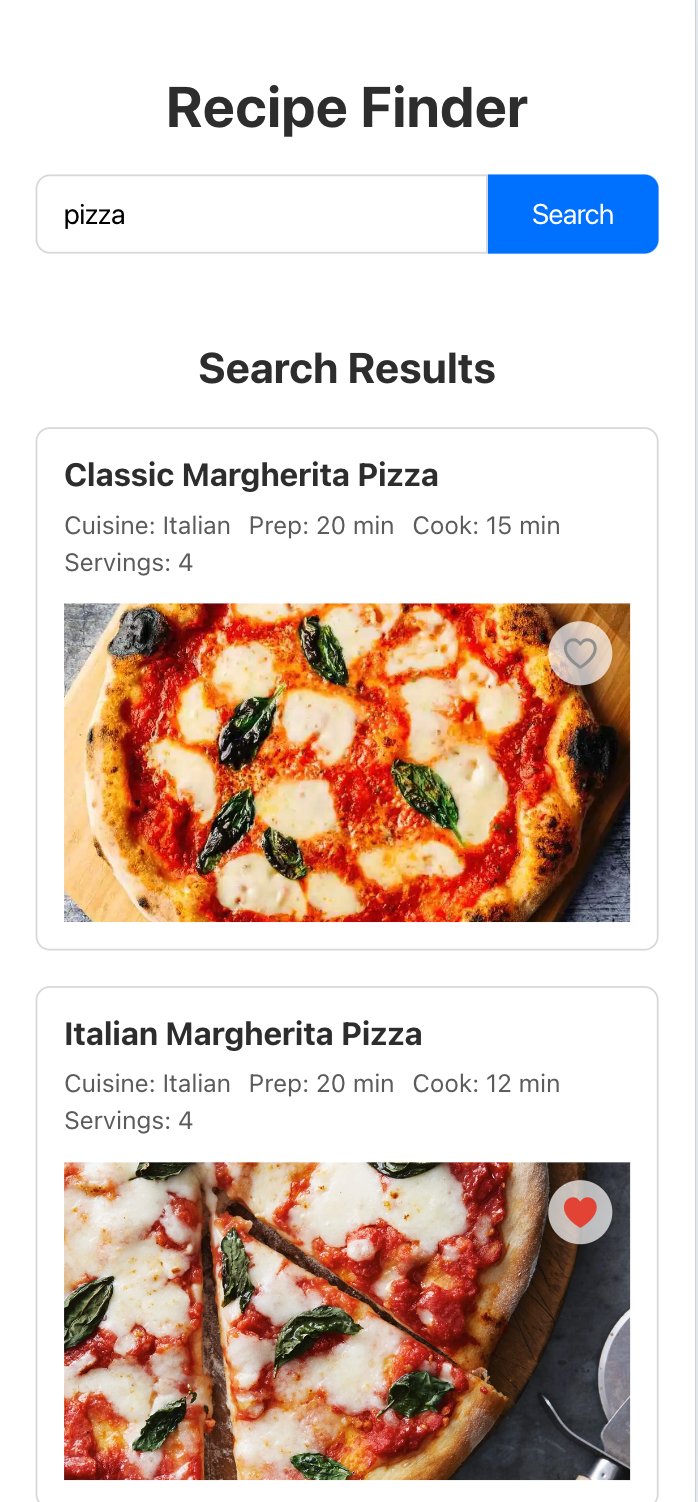 Recipe Finder
pizza
Search
Search Results
Classic Margherita Pizza
Cuisine: Italian Prep: 20 min Cook: 15 min
Servings: 4
Italian Margherita Pizza
Cuisine: Italian Prep: 20 min Cook: 12 min
Servings: 4